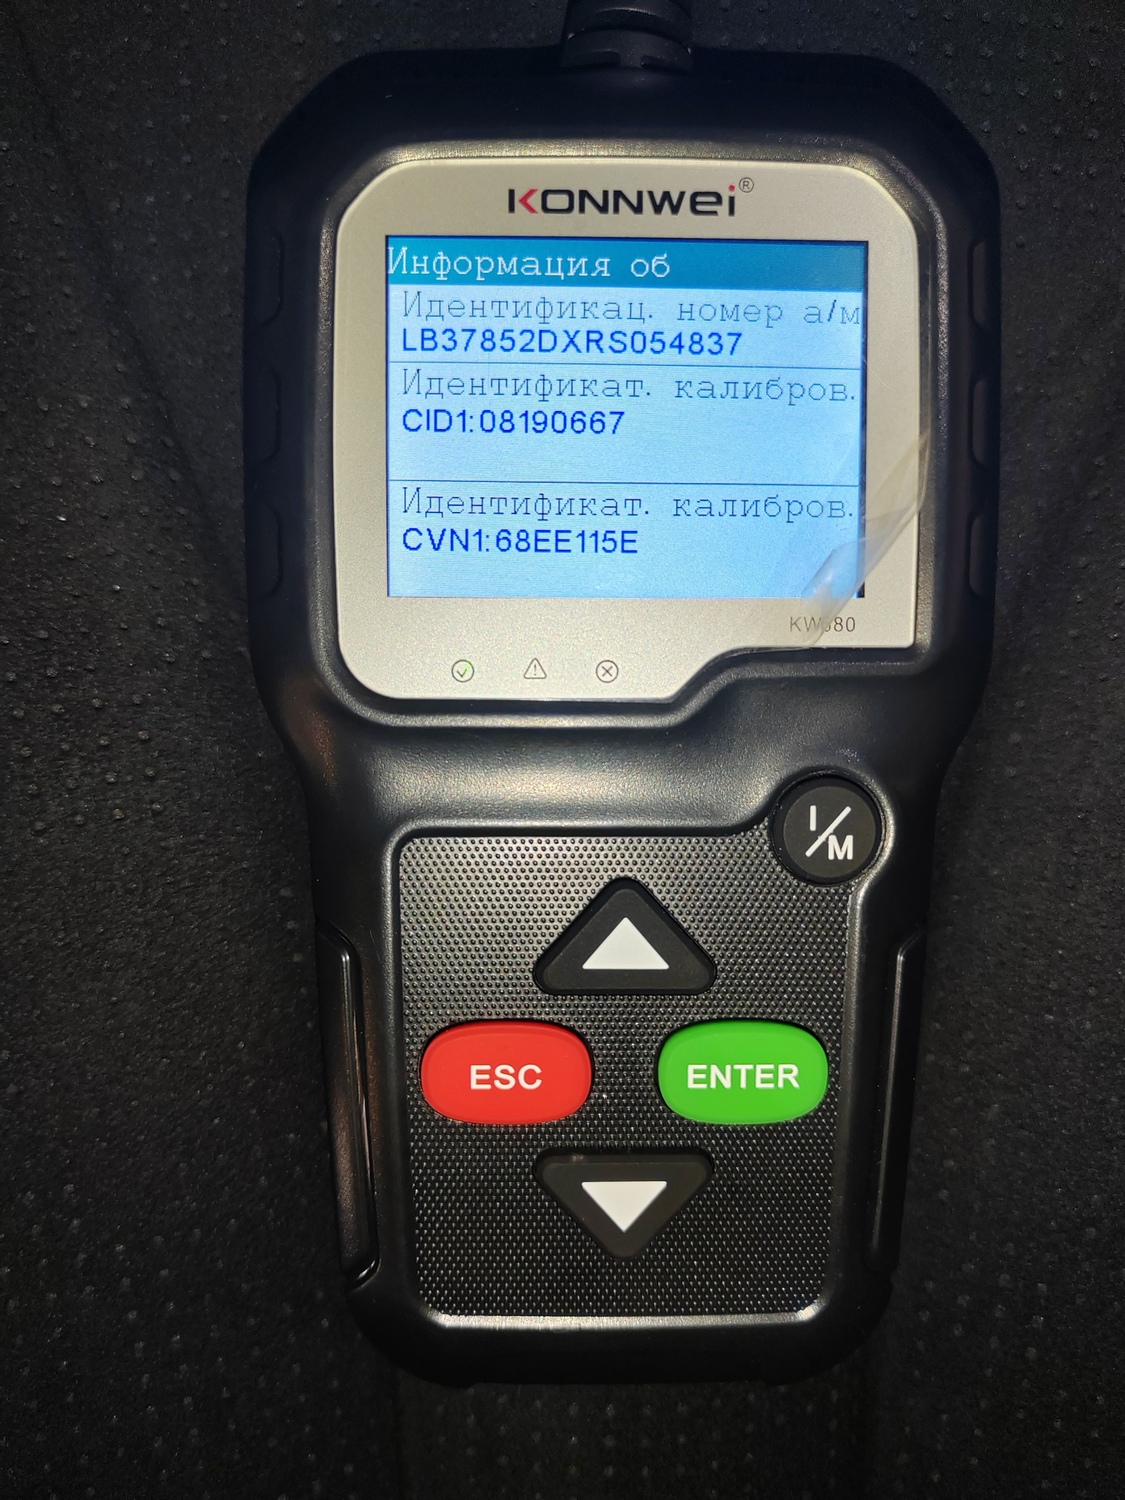 KONNWEI®
Информация об
Идентификац. номер а/м
LB37852DXRS054837
Идентификат. калибров.
CID1:08190667
Идентификат. калибров.
CVN1:68EE115E
I/M
ESC
ENTER